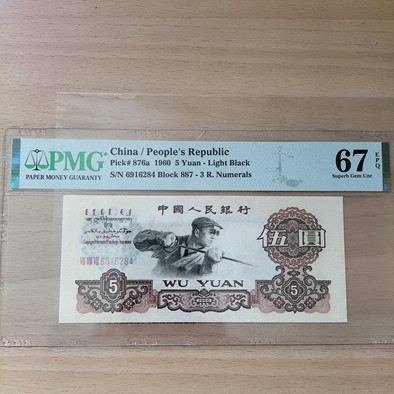 PMG
PAPER MONEY GUARANTY
China / People's Republic
Pick# 876a 1960 5 Yuan - Light Black
S/N 6916284 Block 887 - 3 R. Numerals
67 EPQ
Superb Gem Unc
中國人民銀行
伍圓
WU YUAN
5
5